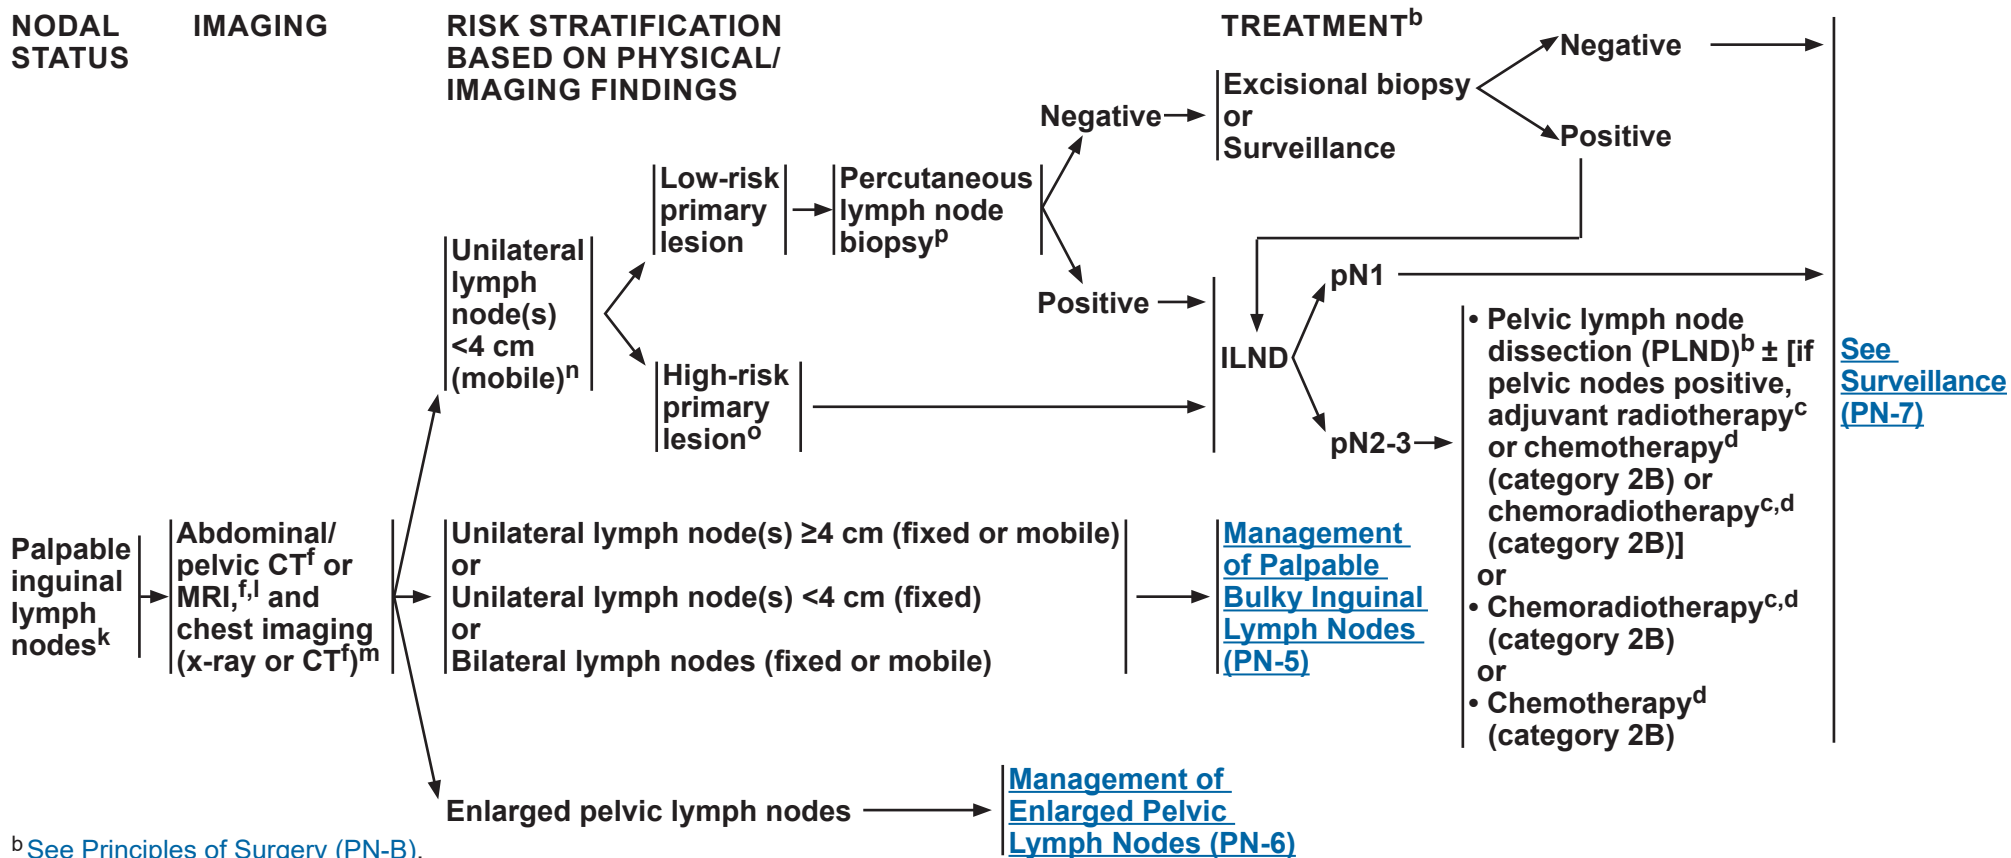 NODAL
STATUS
IMAGING
RISK STRATIFICATION
BASED ON PHYSICAL/
IMAGING FINDINGS
TREATMENTb
Palpable
inguinal
lymph
nodesk
Abdominal/
pelvic CTf or
MRI,f,l and
chest imaging
(x-ray or CTf)m
Unilateral
lymph
node(s)
<4 cm
(mobile)n
Low-risk
primary
lesion
Percutaneous
lymph node
biopsyp
Negative
Excisional biopsy
or
Surveillance
Negative
Positive
Positive
High-risk
primary
lesiono
ILND
pN1
pN2-3
• Pelvic lymph node
dissection (PLND)b ± [if
pelvic nodes positive,
adjuvant radiotherapyc
or chemotherapyd
(category 2B) or
chemoradiotherapyc,d
(category 2B)]
or
• Chemoradiotherapyc,d
(category 2B)
or
• Chemotherapyd
(category 2B)
See
Surveillance
(PN-7)
Unilateral lymph node(s) ≥4 cm (fixed or mobile)
or
Unilateral lymph node(s) <4 cm (fixed)
or
Bilateral lymph nodes (fixed or mobile)
Management
of Palpable
Bulky Inguinal
Lymph Nodes
(PN-5)
Enlarged pelvic lymph nodes
Management of
Enlarged Pelvic
Lymph Nodes (PN-6)
b See Principles of Surgery (PN-B).